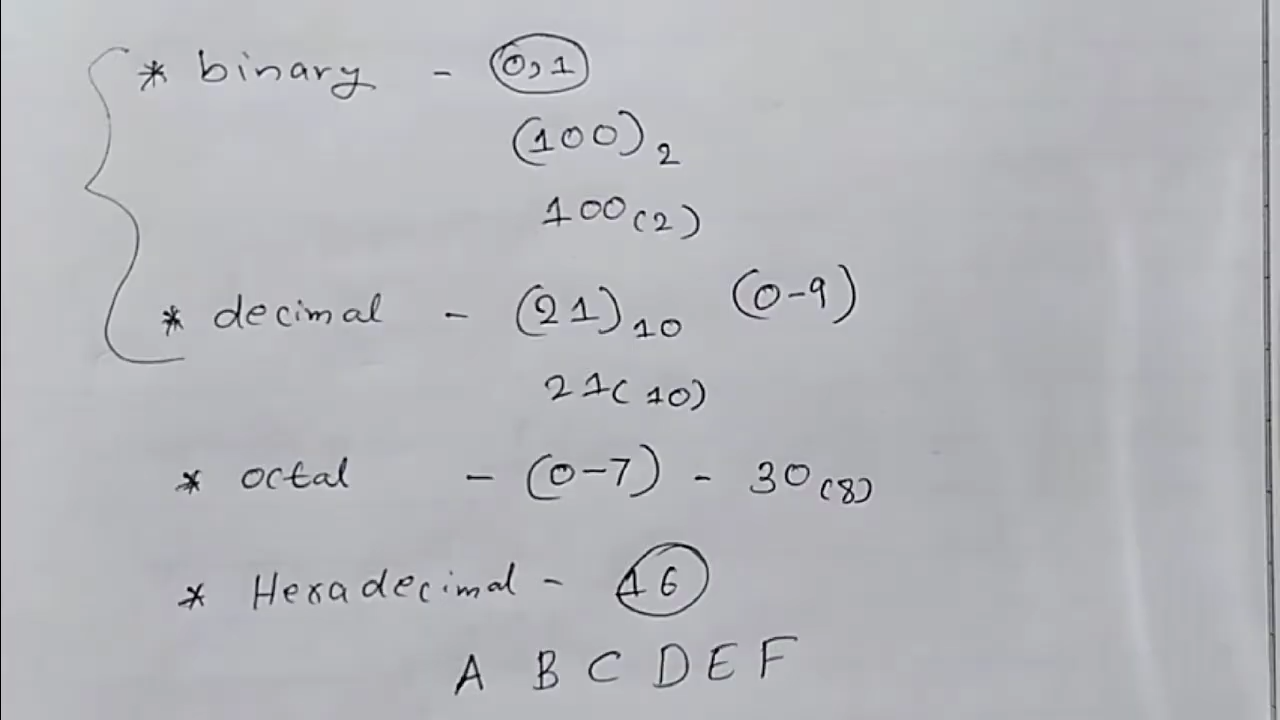 * binary - 0,1
(100)2
100(2)
* decimal - (21)10 (0-9)
21(10)
* octal - (0-7) - 30(8)
* Hexadecimal - 16
A B C D E F